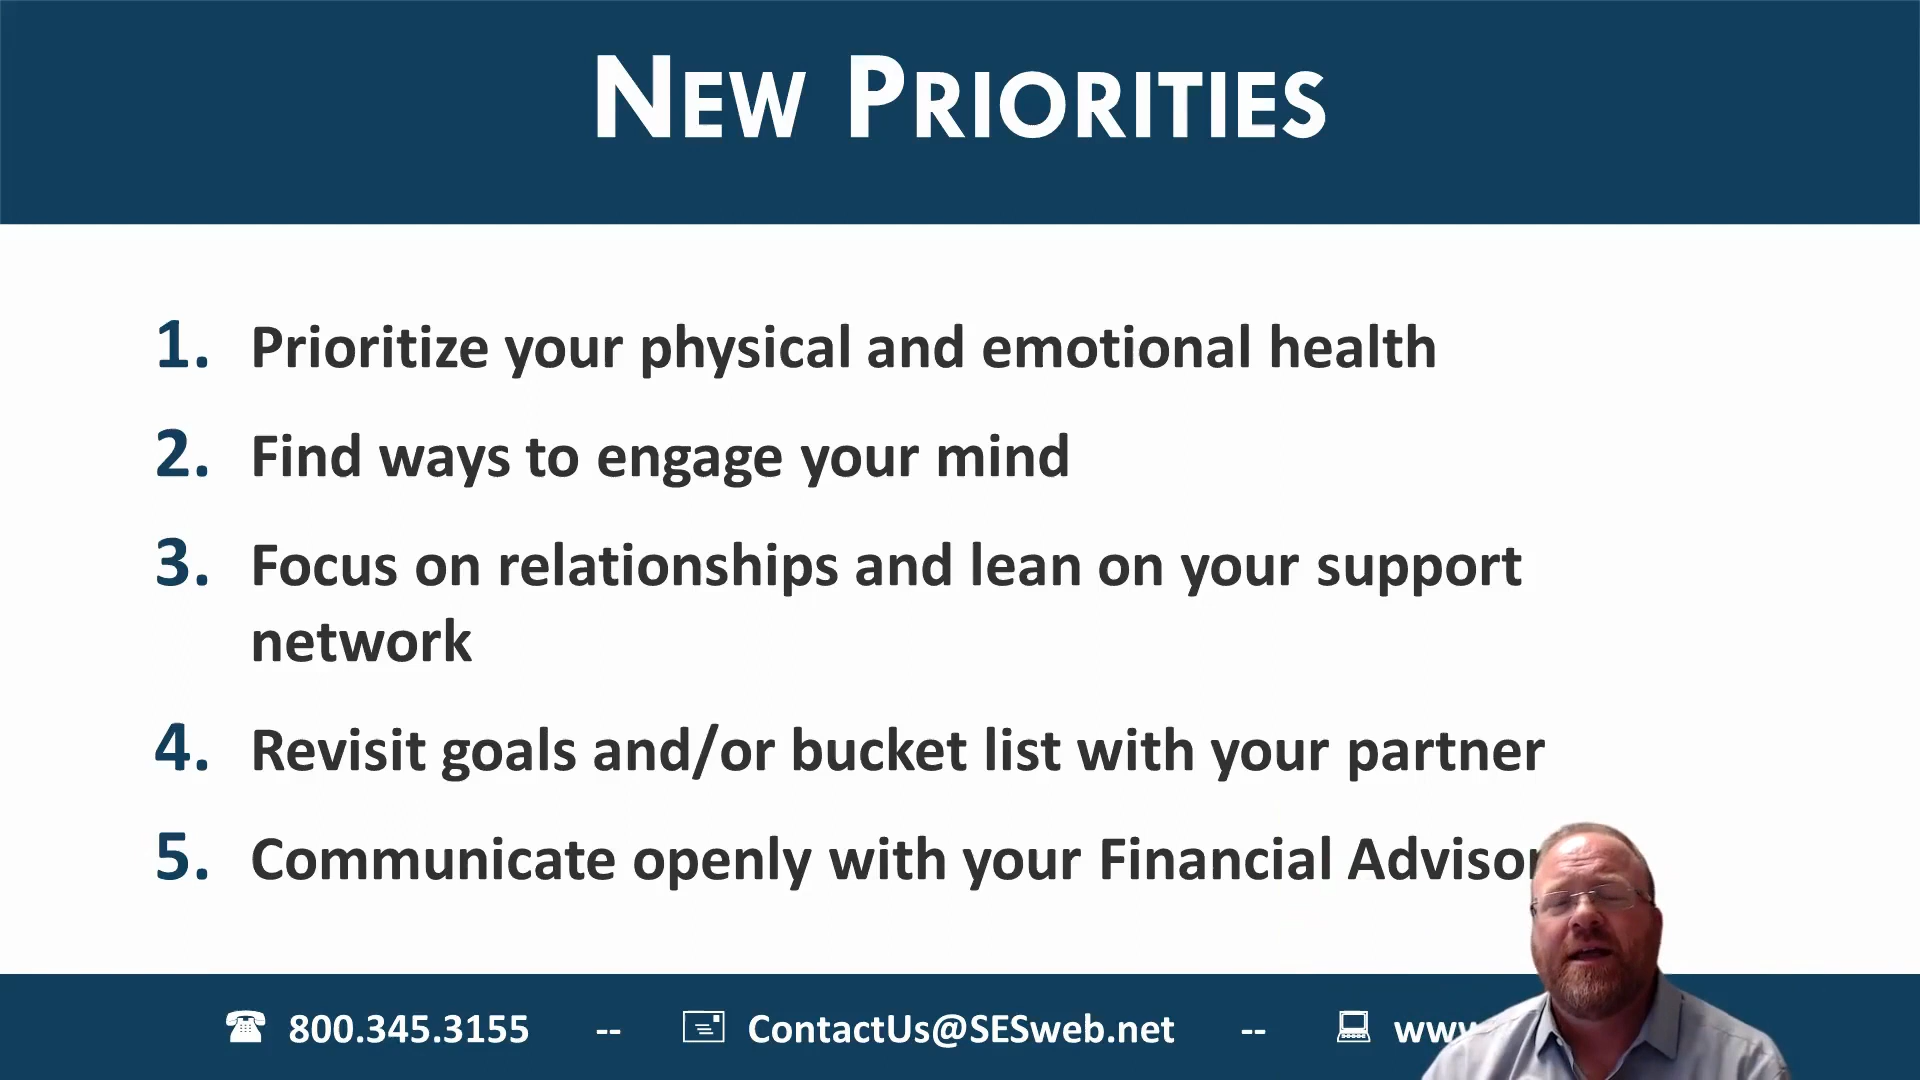 NEW PRIORITIES
1. Prioritize your physical and emotional health
2. Find ways to engage your mind
3. Focus on relationships and lean on your support
network
4. Revisit goals and/or bucket list with your partner
5. Communicate openly with your Financial Advisor
800.345.3155 -- ContactUs@SESweb.net --